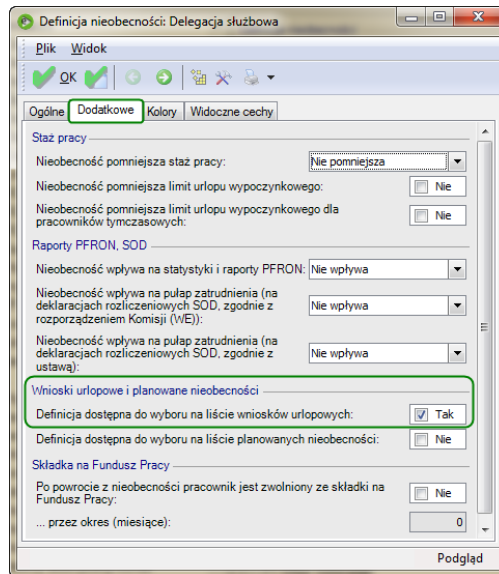 Definicja nieobecności: Delegacja służbowa
Plik Widok
OK
Ogólne Dodatkowe Kolory Widoczne cechy
Staż pracy
Nieobecność pomniejsza staż pracy: Nie pomniejsza
Nieobecność pomniejsza limit urlopu wypoczynkowego: Nie
Nieobecność pomniejsza limit urlopu wypoczynkowego dla
pracowników tymczasowych: Nie
Raporty PFRON, SOD
Nieobecność wpływa na statystyki i raporty PFRON: Nie wpływa
Nieobecność wpływa na pułap zatrudnienia (na
deklaracjach rozliczeniowych SOD, zgodnie z
rozporządzeniem Komisji (WE)): Nie wpływa
Nieobecność wpływa na pułap zatrudnienia (na
deklaracjach rozliczeniowych SOD, zgodnie z
ustawą): Nie wpływa
Wnioski urlopowe i planowane nieobecności
Definicja dostępna do wyboru na liście wniosków urlopowych: Tak
Definicja dostępna do wyboru na liście planowanych nieobecności: Nie
Składka na Fundusz Pracy
Po powrocie z nieobecności pracownik jest zwolniony ze składki na
Fundusz Pracy: Nie
... przez okres (miesiące): 0
Podgląd